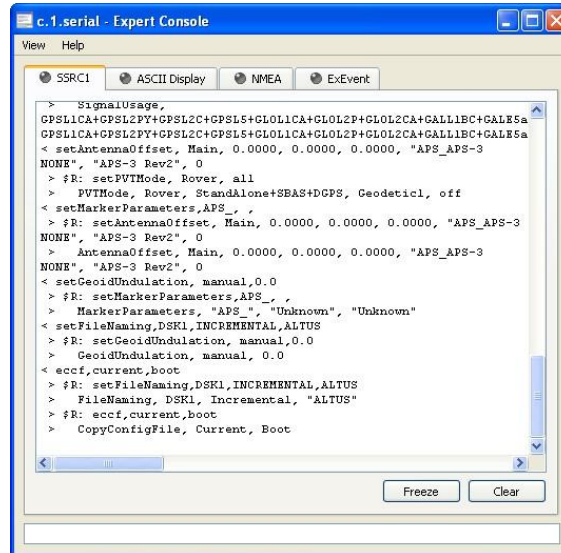 c.1.serial - Expert Console
View Help
SSRC1 ASCII Display NMEA ExEvent
> SignalUsage,
GPSL1CA+GPSL2PY+GPSL2C+GPSL5+GLOL1CA+GLOL2P+GLOL2CA+GALL1BC+GALE5a
GPSL1CA+GPSL2PY+GPSL2C+GPSL5+GLOL1CA+GLOL2P+GLOL2CA+GALL1BC+GALE5a
< setAntennaOffset, Main, 0.0000, 0.0000, 0.0000, "APS_APS-3
NONE", "APS-3 Rev2", 0
> $R: setPVTMode, Rover, all
> PVTMode, Rover, StandAlone+SBAS+DGPS, Geodetic1, off
< setMarkerParameters,APS_, ,
> $R: setAntennaOffset, Main, 0.0000, 0.0000, 0.0000, "APS_APS-3
NONE", "APS-3 Rev2", 0
> AntennaOffset, Main, 0.0000, 0.0000, 0.0000, "APS_APS-3
NONE", "APS-3 Rev2", 0
< setGeoidUndulation, manual,0.0
> $R: setMarkerParameters,APS_, ,
> MarkerParameters, "APS_", "Unknown", "Unknown"
< setFileNaming,DSK1,INCREMENTAL,ALTUS
> $R: setGeoidUndulation, manual,0.0
> GeoidUndulation, manual, 0.0
< eccf,current,boot
> $R: setFileNaming,DSK1,INCREMENTAL,ALTUS
> FileNaming, DSK1, Incremental, "ALTUS"
> $R: eccf,current,boot
> CopyConfigFile, Current, Boot
Freeze Clear